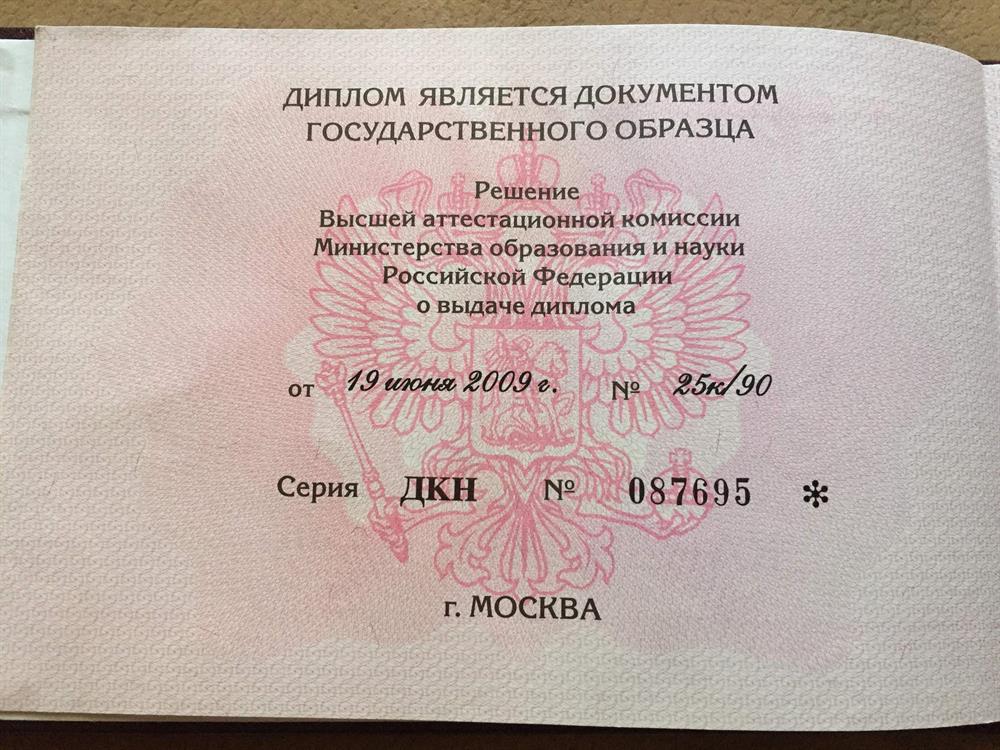 ДИПЛОМ ЯВЛЯЕТСЯ ДОКУМЕНТОМ
ГОСУДАРСТВЕННОГО ОБРАЗЦА
Решение
Высшей аттестационной комиссии
Министерства образования и науки
Российской Федерации
о выдаче диплома
от 19 июня 2009 г. № 25к/90
Серия ДКН № 087695 *
г. МОСКВА